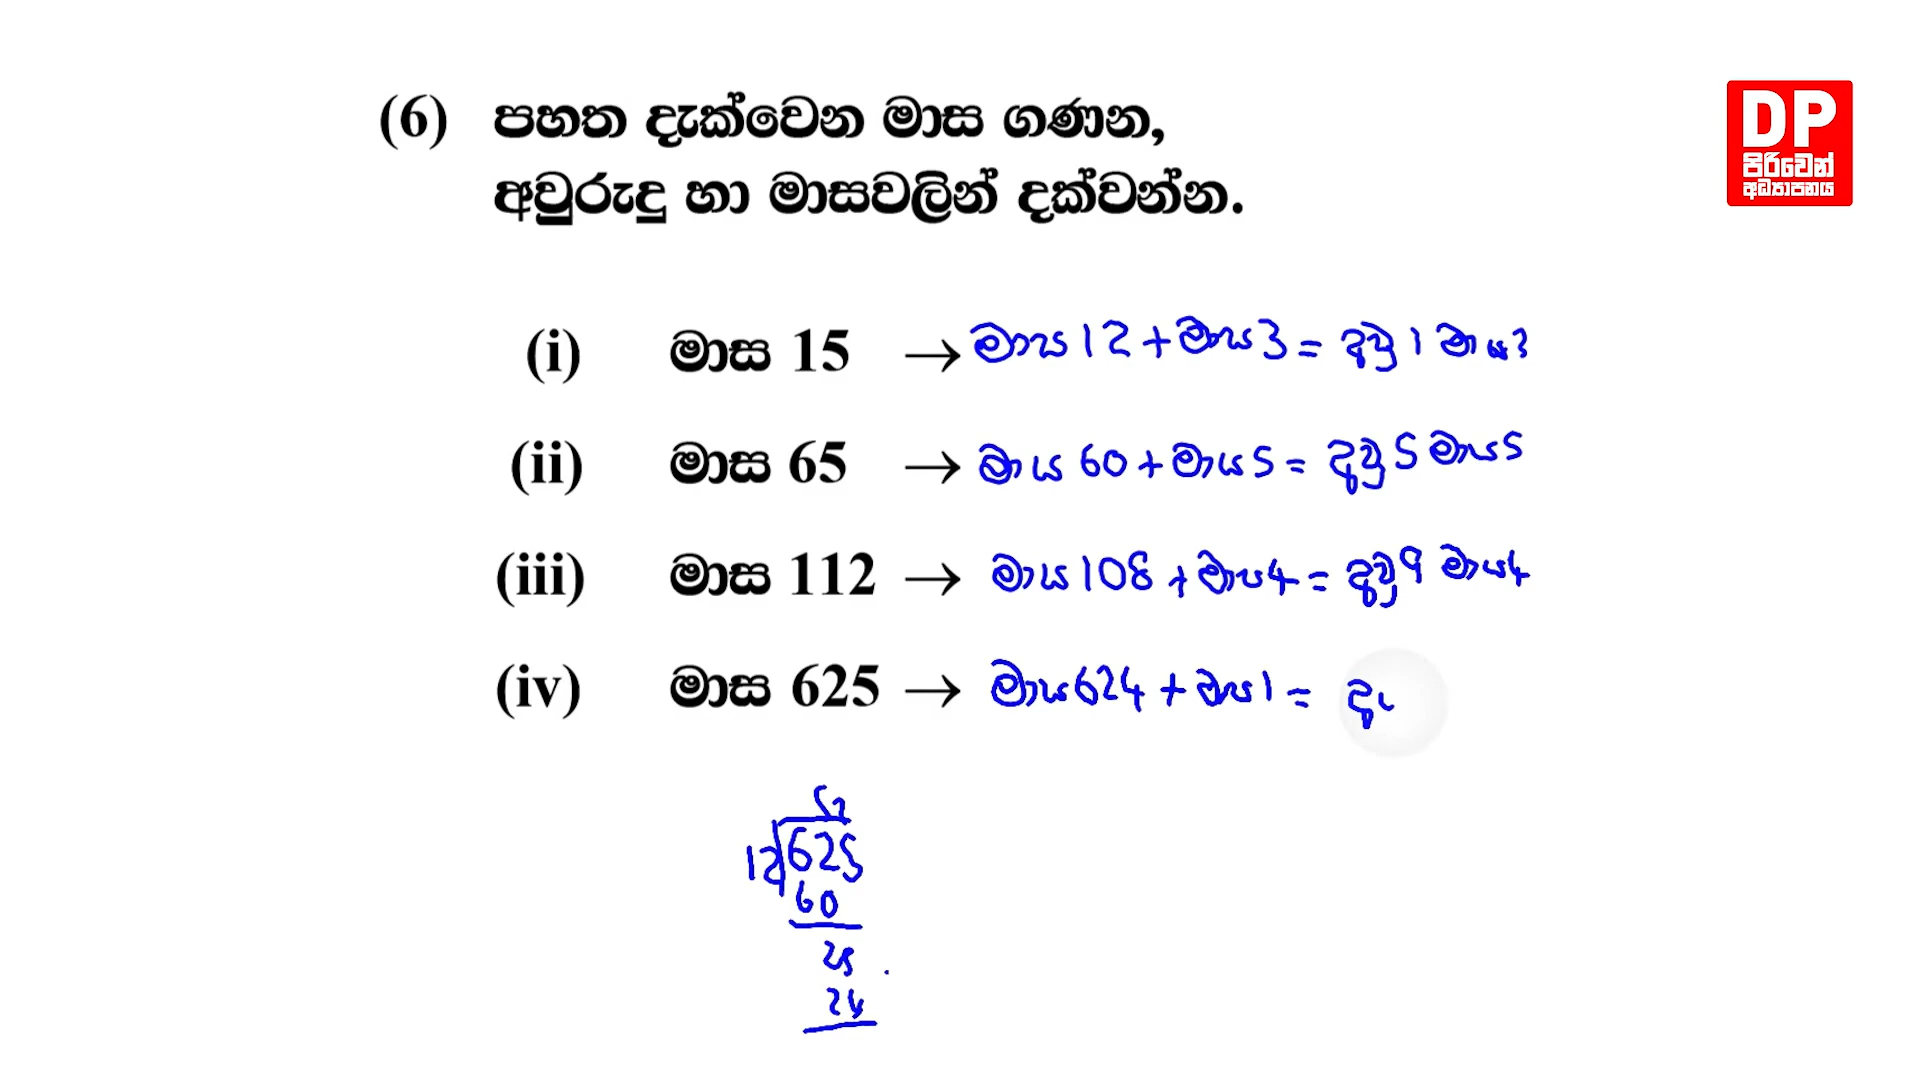 DP
පිරිවෙන්
අධ්‍යාපනය
(6) පහත දැක්වෙන මාස ගණන,
අවුරුදු හා මාසවලින් දක්වන්න.
(i) මාස 15 → මාස 12 + මාස 3 = අවු 1 මාස 3
(ii) මාස 65 → මාස 60 + මාස 5 = අවු 5 මාස 5
(iii) මාස 112 → මාස 108 + මාස 4 = අවු 9 මාස 4
(iv) මාස 625 → මාස 624 + මාස 1 =
52
12 625
60
25
24